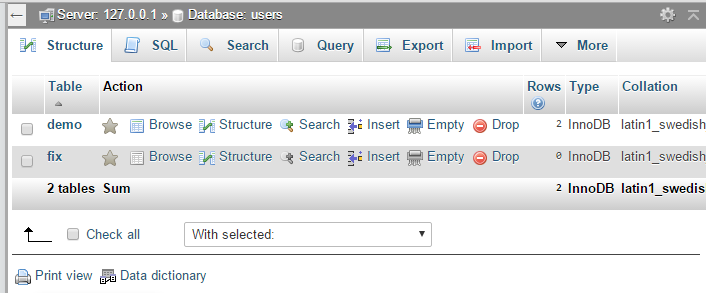 Server: 127.0.0.1 » Database: users
Structure SQL Search Query Export Import More
Table Action Rows Type Collation
demo Browse Structure Search Insert Empty Drop 2 InnoDB latin1_swedish
fix Browse Structure Search Insert Empty Drop 0 InnoDB latin1_swedish
2 tables Sum 2 InnoDB latin1_swedis
Check all With selected:
Print view Data dictionary